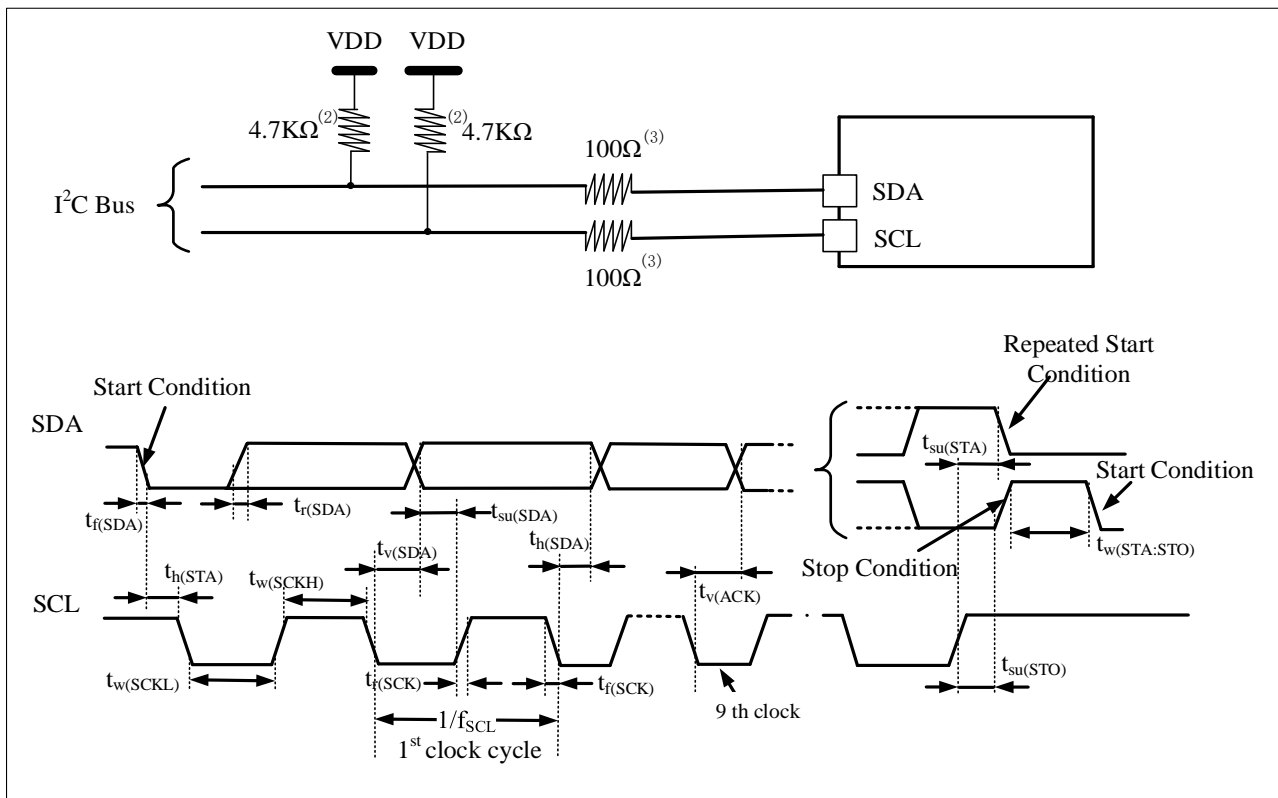 VDD VDD
4.7KΩ(2) (2)4.7KΩ
100Ω(3)
I2C Bus
SDA
SCL
100Ω(3)
Repeated Start
Condition
Start Condition
SDA
tsu(STA)
Start Condition
tf(SDA)
tr(SDA)
tsu(SDA)
tv(SDA)
th(SDA)
tw(STA:STO)
Stop Condition
th(STA)
tw(SCKH)
tv(ACK)
SCL
tw(SCKL)
tf(SCK)
tf(SCK)
tsu(STO)
9 th clock
1/fSCL
1st clock cycle